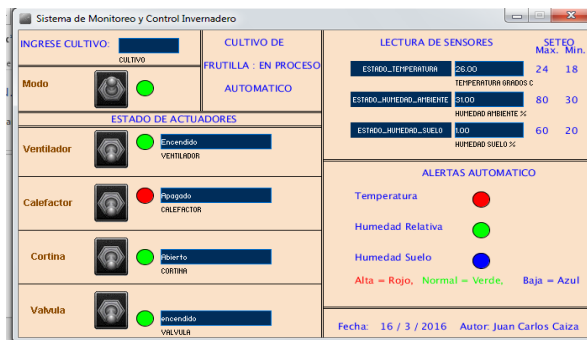 Sistema de Monitoreo y Control Invernadero
INGRESE CULTIVO:
CULTIVO
Modo
CULTIVO DE
FRUTILLA : EN PROCESO
AUTOMATICO
ESTADO DE ACTUADORES
Ventilador
Encendido
VENTILADOR
Calefactor
Apagado
CALEFACTOR
Cortina
Abierto
CORTINA
Valvula
encendido
VALVULA
LECTURA DE SENSORES
SETEO
Max. Min.
ESTADO_TEMPERATURA 26.00 24 18
TEMPERATURA GRADOS C
ESTADO_HUMEDAD_AMBIENTE 31.00 80 30
HUMEDAD AMBIENTE %
ESTADO_HUMEDAD_SUELO 1.00 60 20
HUMEDAD SUELO %
ALERTAS AUTOMATICO
Temperatura
Humedad Relativa
Humedad Suelo
Alta = Rojo, Normal = Verde, Baja = Azul
Fecha: 16 / 3 / 2016 Autor: Juan Carlos Caiza